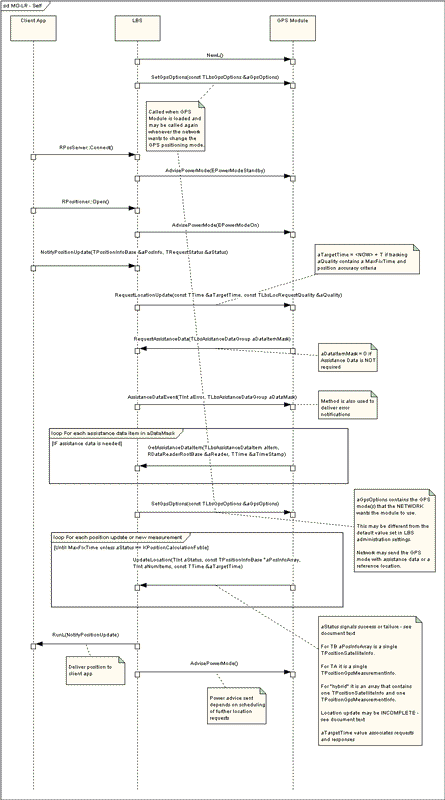 sd MO-LR - Self
Client App
LBS
GPS Module
NewL()
SetGpsOptions(const TLbsGpsOptions &aGpsOptions)
Called when GPS
Module is loaded and
may be called again
whenever the network
wants to change the
GPS positioning mode.
RPosServer::Connect()
AdvisePowerMode(EPowerModeStandby)
RPositioner::Open()
AdvisePowerMode(EPowerModeOn)
NotifyPositionUpdate(TPositionInfoBase &aPosInfo, TRequestStatus &aStatus)
aTargetTime = <NOW> + T if tracking
aQuality contains a MaxFixTime and
position accuracy criteria
RequestLocationUpdate(const TTime &aTargetTime, const TLbsLocRequestQuality &aQuality)
RequestAssistanceData(TLbsAssistanceDataGroup aDataItemMask)
aDataItemMask = 0 if
Assistance Data is NOT
required
AssistanceDataEvent(TInt aError, TLbsAssistanceDataGroup aDataMask)
Method is also used to
deliver error
notifications
loop For each assistance data item in aDataMask
[IF assistance data is needed]
GetAssistanceDataItem(TLbsAssistanceDataItem aItem,
RDataReaderRootBase &aReader, TTime &aTimeStamp)
SetGpsOptions(const TLbsGpsOptions &aGpsOptions)
aGpsOptions contains the GPS
mode(s) that the NETWORK
wants the module to use.
This may be different from the
default value set in LBS
administration settings.
Network may send the GPS
mode with assistance data or a
reference location.
loop For each position update or new measurement
[Until MaxFixTime unless aStatus == KPositionCalculationFutile]
UpdateLocation(TInt aStatus, const TPositionInfoBase *aPosInfoArray,
TInt aNumItems, const TTime &aTargetTime)
aStatus signals success or failure - see
document text
For TB aPosInfoArray is a single
TPositionSatelliteInfo.
For TA it is a single
TPositionGpsMeasurementInfo.
For "hybrid" it is an array that contains
one TPositionSatelliteInfo and one
TPositionGpsMeasurementInfo.
Location update may be INCOMPLETE -
see document text
aTargetTime value associates requests
and responses
RunL(NotifyPositionUpdate)
Deliver position to
client app
AdvisePowerMode()
Power advice sent
depends on scheduling
of further location
requests